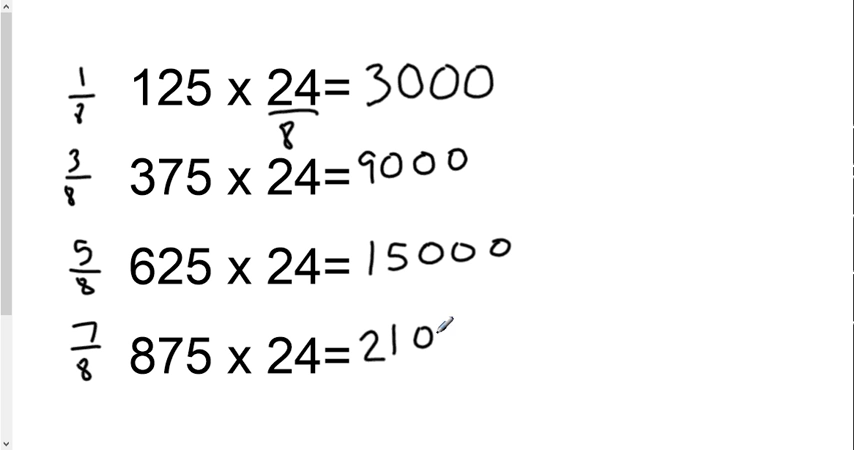 1/8 125 x 24= 3000
8
3/8 375 x 24= 9000
5/8 625 x 24= 15000
7/8 875 x 24= 210